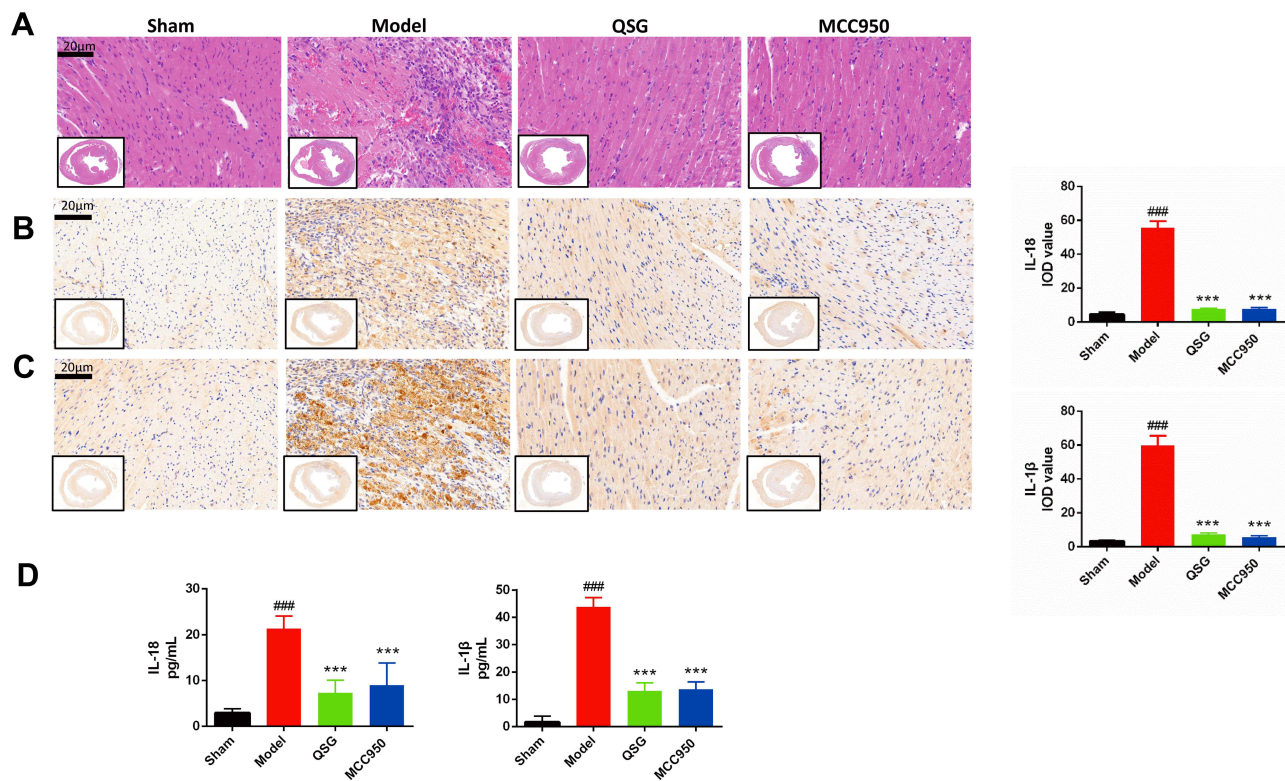 A
Sham
Model
QSG
MCC950
20μm
B
20μm
C
20μm
80
60
40
20
0
IL-18
IOD value
###
***
***
Sham
Model
QSG
MCC950
80
60
40
20
0
IL-1β
IOD value
###
***
***
Sham
Model
QSG
MCC950
D
30
20
10
0
IL-18
pg/mL
###
***
***
Sham
Model
QSG
MCC950
50
40
30
20
10
0
IL-1β
pg/mL
###
***
***
Sham
Model
QSG
MCC950